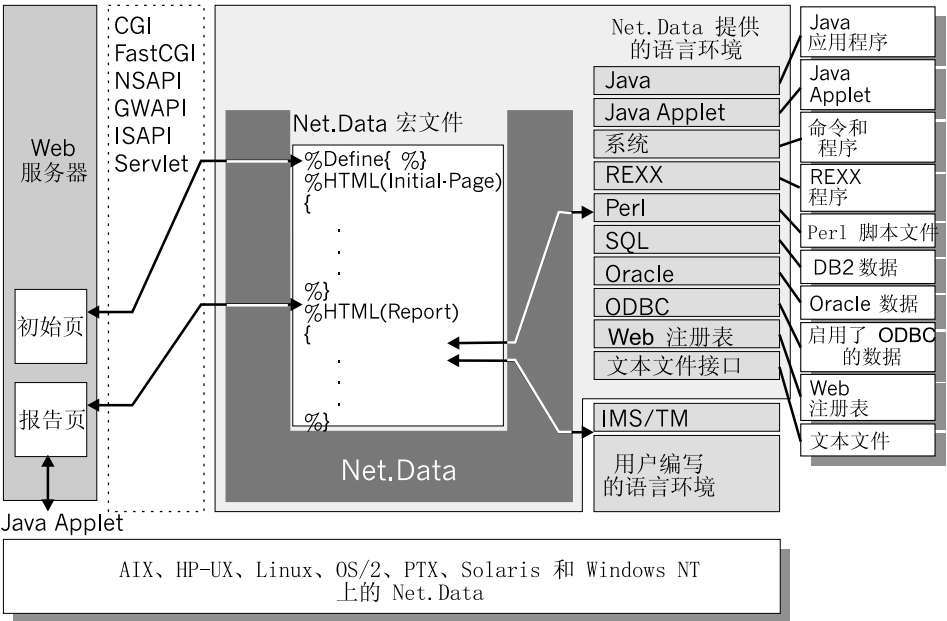 Web
服务器
初始页
报告页
Java Applet
CGI
FastCGI
NSAPI
GWAPI
ISAPI
Servlet
Net.Data 宏文件
%Define{ %}
%HTML(Initial-Page)
{
.
.
.
%}
%HTML(Report)
{
.
.
.
%}
Net.Data
Net.Data 提供
的语言环境
Java
Java Applet
系统
REXX
Perl
SQL
Oracle
ODBC
Web 注册表
文本文件接口
IMS/TM
用户编写
的语言环境
Java
应用程序
Java
Applet
命令和
程序
REXX
程序
Perl 脚本文件
DB2 数据
Oracle 数据
启用了 ODBC
的数据
Web
注册表
文本文件
AIX、HP-UX、Linux、OS/2、PTX、Solaris 和 Windows NT
上的 Net.Data